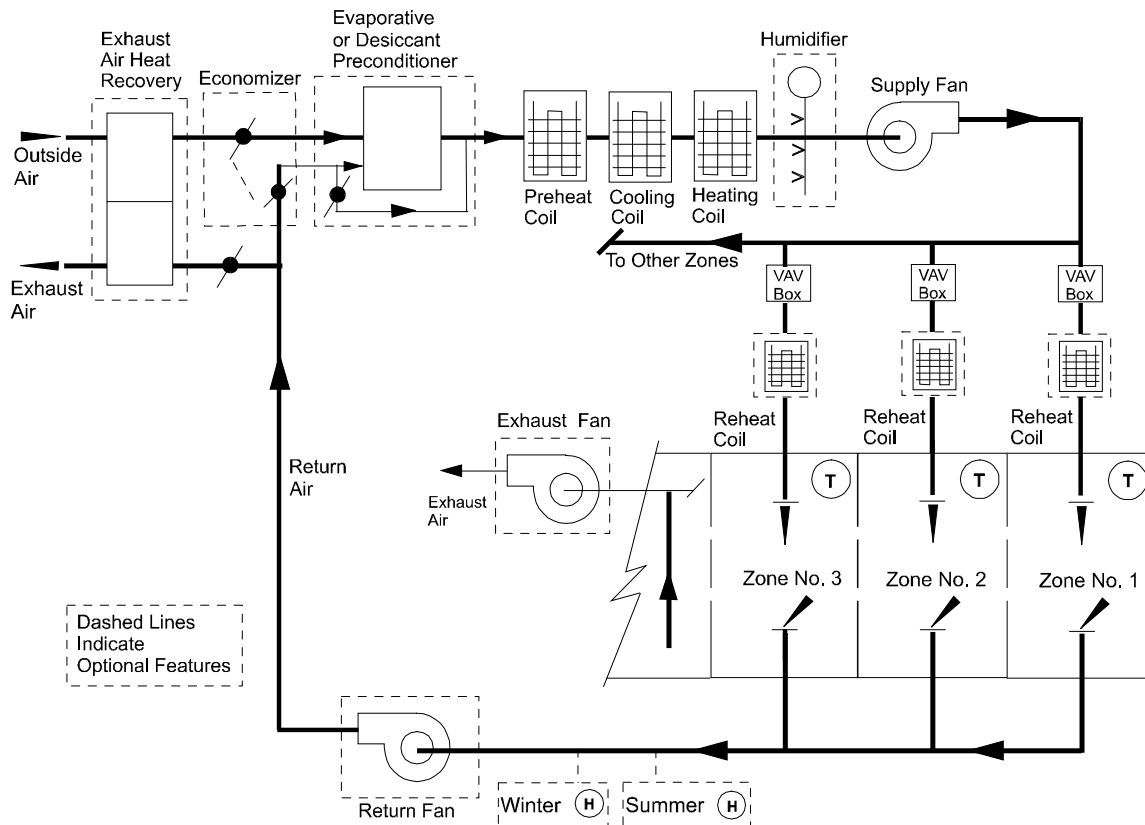 Exhaust
Air Heat
Recovery
Economizer
Evaporative
or Desiccant
Preconditioner
Humidifier
Supply Fan
Outside
Air
Exhaust
Air
Preheat
Coil
Cooling
Coil
Heating
Coil
To Other Zones
VAV
Box
VAV
Box
VAV
Box
Reheat
Coil
Reheat
Coil
Reheat
Coil
Exhaust Fan
Exhaust
Air
Return
Air
T
T
T
Zone No. 3
Zone No. 2
Zone No. 1
Dashed Lines
Indicate
Optional Features
Return Fan
Winter H
Summer H